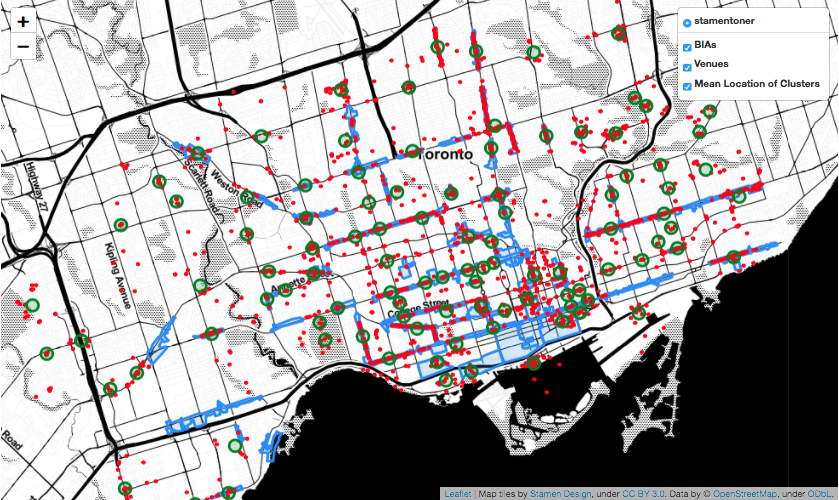 +
−
stamentoner
BIAs
Venues
Mean Location of Clusters
Toronto
Weston Road
Scarlett Road
Highway 27
Kipling Avenue
Annette
College Street
Road
Leaflet | Map tiles by Stamen Design, under CC BY 3.0. Data by © OpenStreetMap, under ODbL.